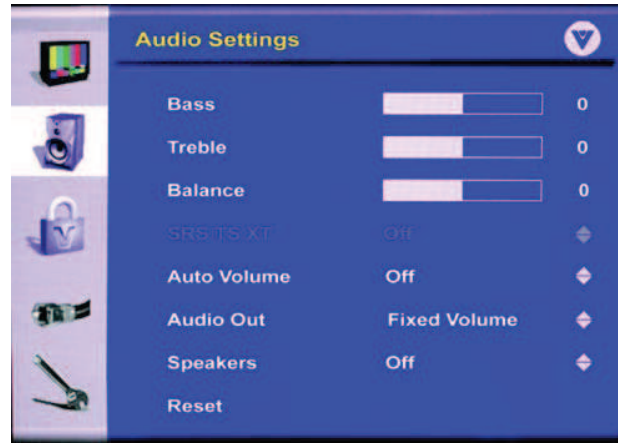 Audio Settings
Bass 0
Treble 0
Balance 0
SRS TS XT Off
Auto Volume Off
Audio Out Fixed Volume
Speakers Off
Reset